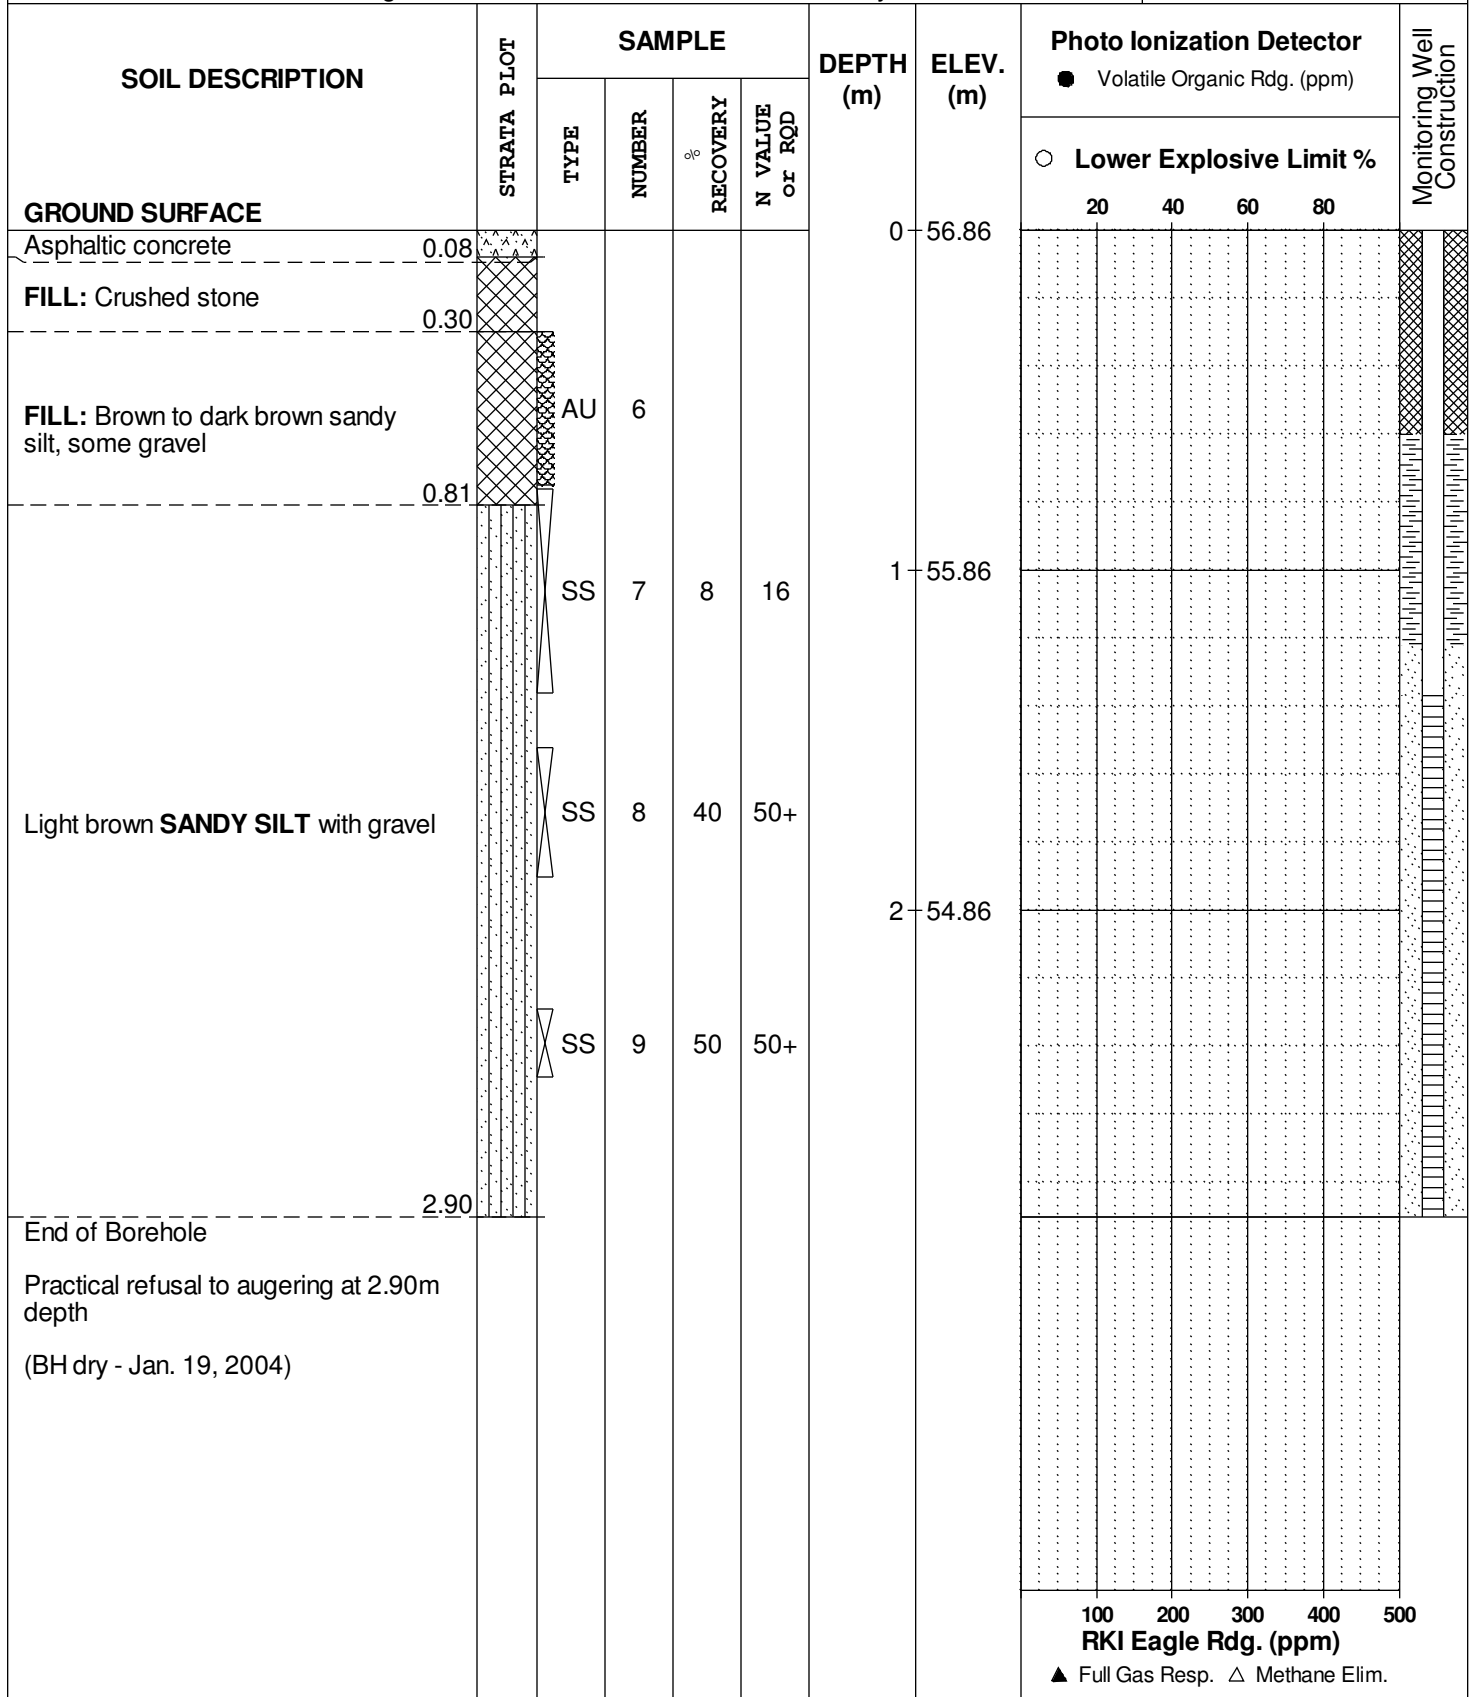 SOIL DESCRIPTION
GROUND SURFACE
STRATA PLOT
SAMPLE
TYPE
NUMBER
%
RECOVERY
N VALUE
or RQD
DEPTH
(m)
ELEV.
(m)
Photo Ionization Detector
● Volatile Organic Rdg. (ppm)
○ Lower Explosive Limit %
20 40 60 80
Monitoring Well
Construction
0 56.86
Asphaltic concrete 0.08
FILL: Crushed stone
0.30
FILL: Brown to dark brown sandy
silt, some gravel
AU 6
0.81
1 55.86
SS 7 8 16
Light brown SANDY SILT with gravel
SS 8 40 50+
2 54.86
SS 9 50 50+
2.90
End of Borehole
Practical refusal to augering at 2.90m
depth
(BH dry - Jan. 19, 2004)
100 200 300 400 500
RKI Eagle Rdg. (ppm)
▲ Full Gas Resp. △ Methane Elim.